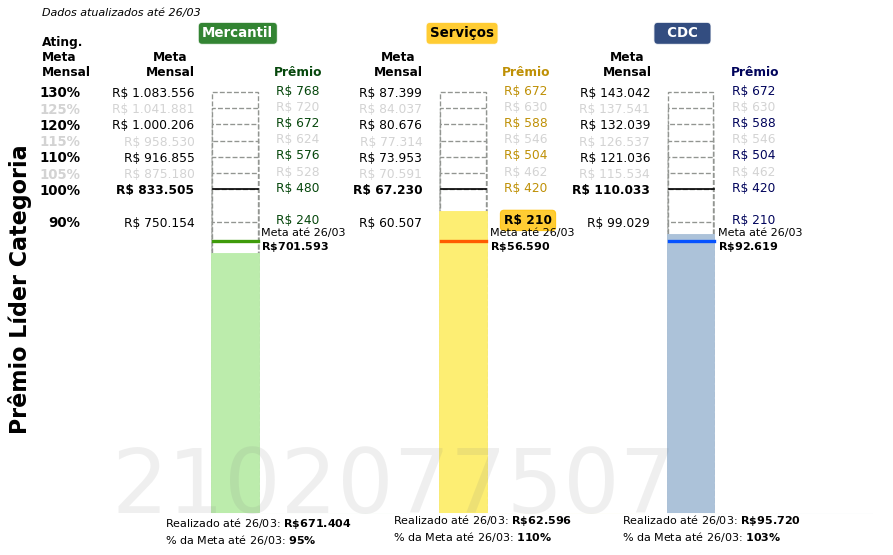 Dados atualizados até 26/03
Mercantil Serviços CDC
Ating. Meta Mensal Meta Mensal Prêmio Meta Mensal Prêmio Meta Mensal Prêmio
130% R$ 1.083.556 R$ 768 R$ 87.399 R$ 672 R$ 143.042 R$ 672
125% R$ 1.041.881 R$ 720 R$ 84.037 R$ 630 R$ 137.541 R$ 630
120% R$ 1.000.206 R$ 672 R$ 80.676 R$ 588 R$ 132.039 R$ 588
115% R$ 958.530 R$ 624 R$ 77.314 R$ 546 R$ 126.537 R$ 546
110% R$ 916.855 R$ 576 R$ 73.953 R$ 504 R$ 121.036 R$ 504
105% R$ 875.180 R$ 528 R$ 70.591 R$ 462 R$ 115.534 R$ 462
100% R$ 833.505 R$ 480 R$ 67.230 R$ 420 R$ 110.033 R$ 420
90% R$ 750.154 R$ 240 R$ 60.507 R$ 210 R$ 99.029 R$ 210
Meta até 26/03 Meta até 26/03 Meta até 26/03
R$701.593 R$56.590 R$92.619
Prêmio Líder Categoria
2102077507
Realizado até 26/03: R$671.404 Realizado até 26/03: R$62.596 Realizado até 26/03: R$95.720
% da Meta até 26/03: 95% % da Meta até 26/03: 110% % da Meta até 26/03: 103%